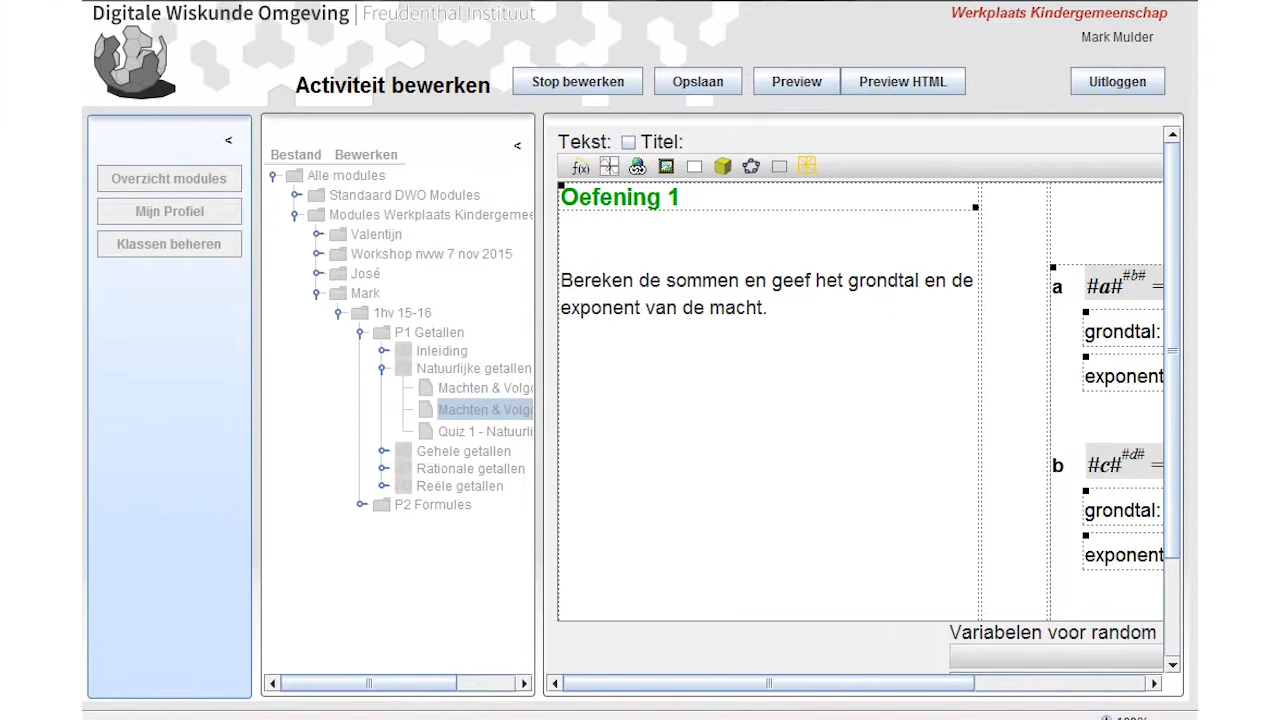 Digitale Wiskunde Omgeving | Freudenthal Instituut
Werkplaats Kindergemeenschap
Mark Mulder
Activiteit bewerken
Stop bewerken
Opslaan
Preview
Preview HTML
Uitloggen
<
Overzicht modules
Mijn Profiel
Klassen beheren
<
Bestand Bewerken
Alle modules
Standaard DWO Modules
Modules Werkplaats Kindergemee
Valentijn
Workshop nvw 7 nov 2015
José
Mark
1hv 15-16
P1 Getallen
Inleiding
Natuurlijke getallen
Machten & Volg
Machten & Volg
Quiz 1 - Natuurli
Gehele getallen
Rationale getallen
Reële getallen
P2 Formules
Tekst: Titel:
f(x)
Oefening 1
Bereken de sommen en geef het grondtal en de
exponent van de macht.
a #a# #b# =
grondtal:
exponent
b #c# #d# =
grondtal:
exponent
Variabelen voor random